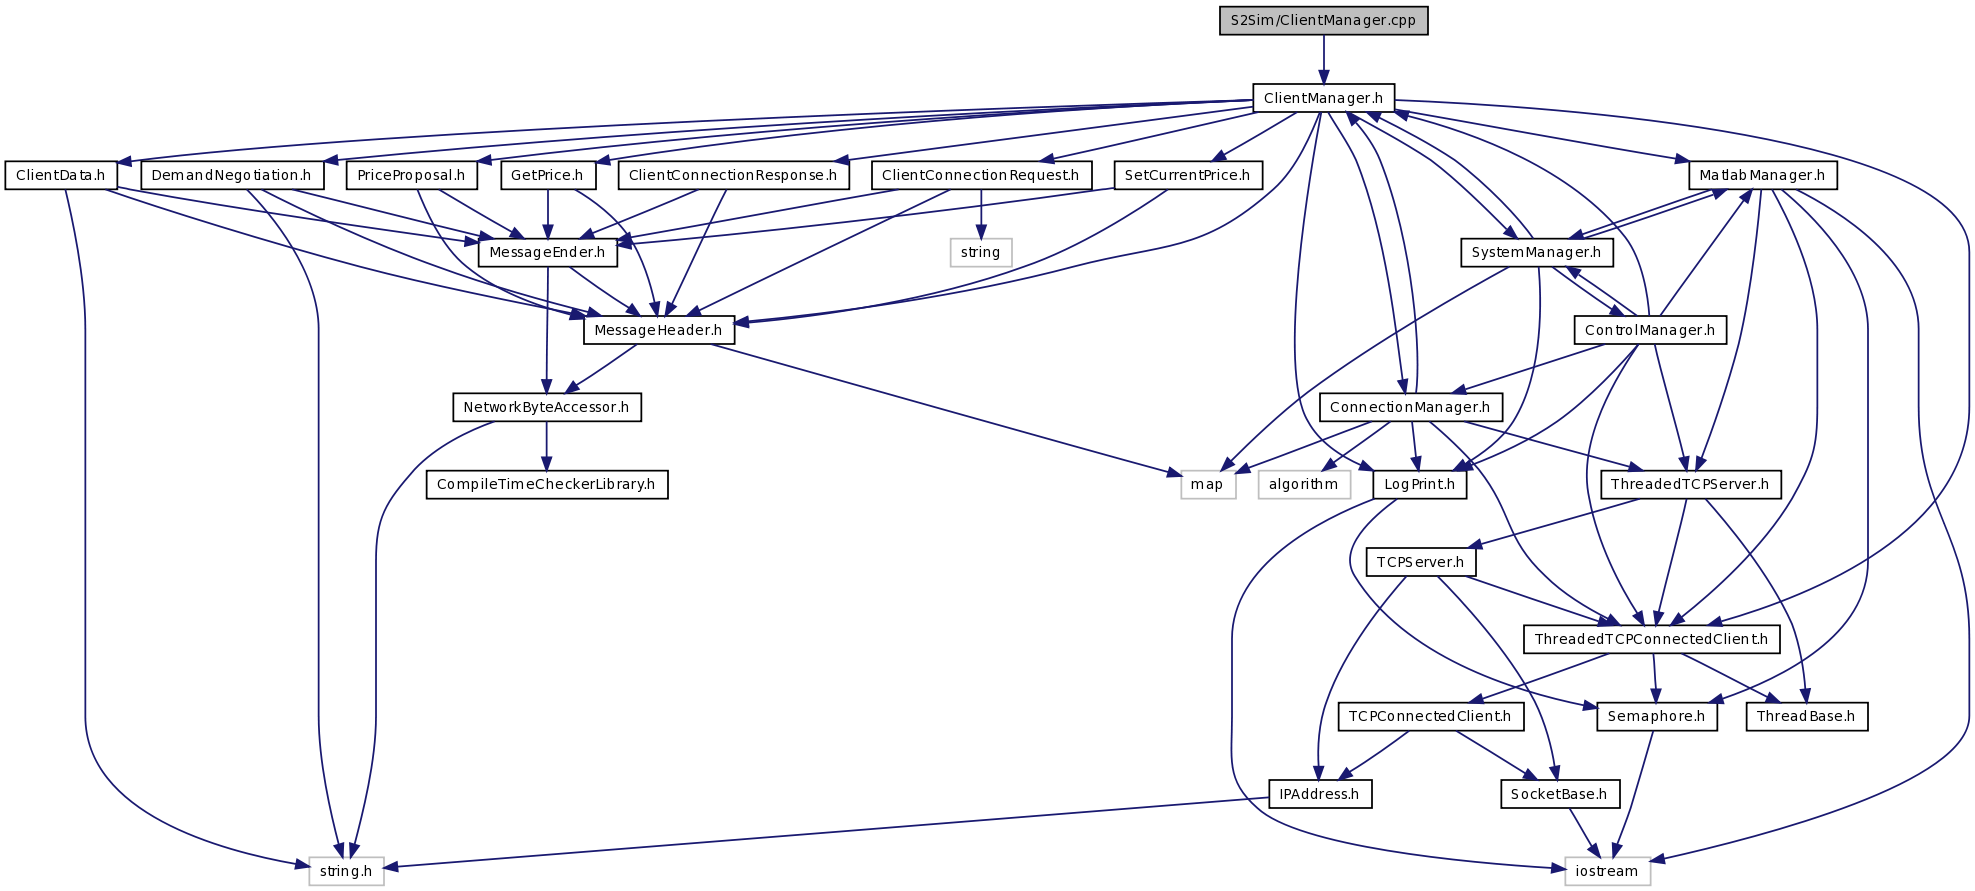 S2Sim/ClientManager.cpp
ClientManager.h
ClientData.h
DemandNegotiation.h
PriceProposal.h
GetPrice.h
ClientConnectionResponse.h
ClientConnectionRequest.h
SetCurrentPrice.h
MatlabManager.h
MessageEnder.h
string
SystemManager.h
MessageHeader.h
ControlManager.h
NetworkByteAccessor.h
ConnectionManager.h
CompileTimeCheckerLibrary.h
map
algorithm
LogPrint.h
ThreadedTCPServer.h
TCPServer.h
ThreadedTCPConnectedClient.h
TCPConnectedClient.h
Semaphore.h
ThreadBase.h
IPAddress.h
SocketBase.h
string.h
iostream